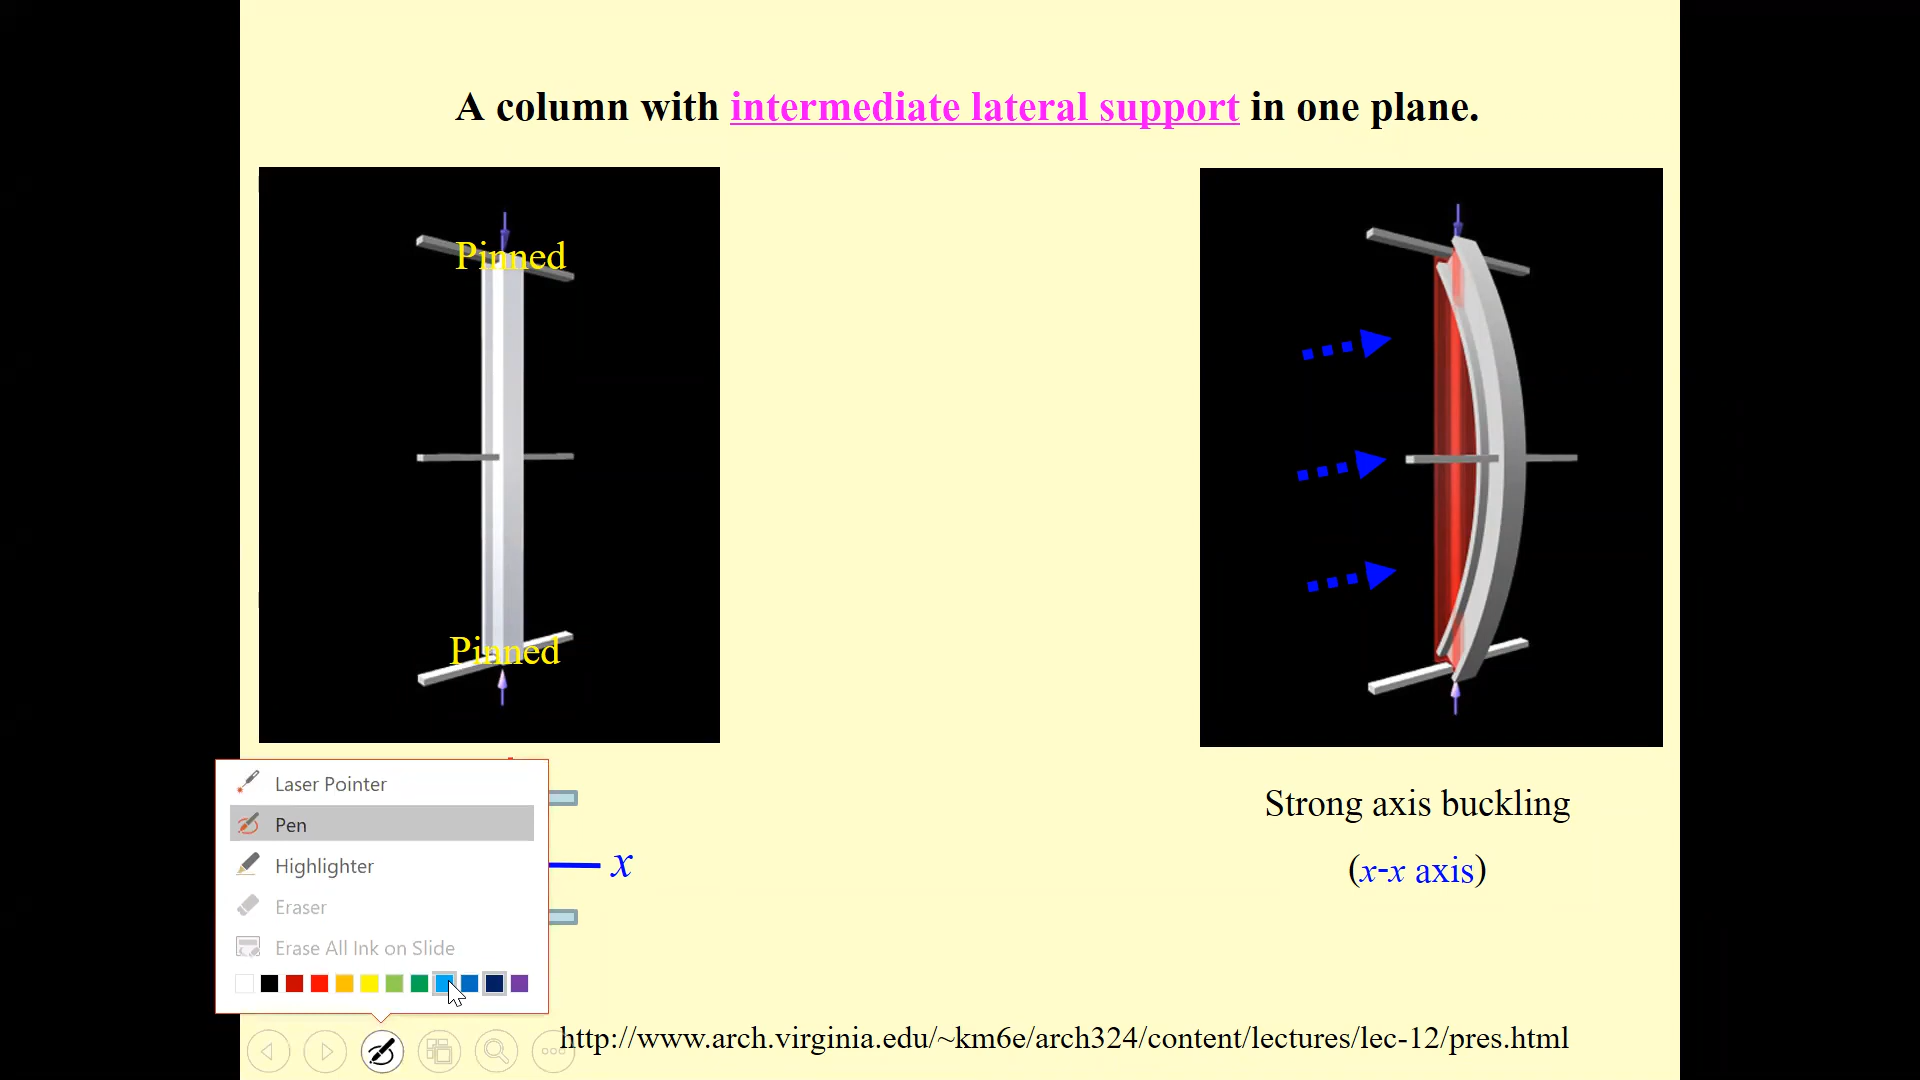 A column with intermediate lateral support in one plane.
Pinned
Pinned
Laser Pointer
Pen
Highlighter
Eraser
Erase All Ink on Slide
x
Strong axis buckling
(x-x axis)
http://www.arch.virginia.edu/~km6e/arch324/content/lectures/lec-12/pres.html